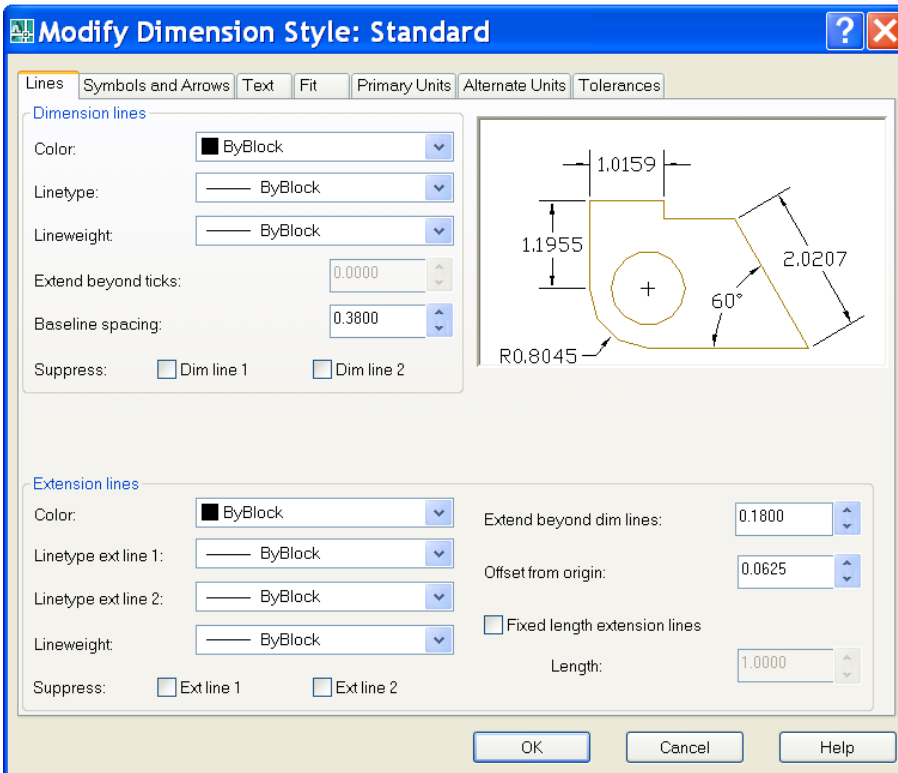 Modify Dimension Style: Standard
Lines Symbols and Arrows Text Fit Primary Units Alternate Units Tolerances
Dimension lines
Color: ByBlock
Linetype: ByBlock
Lineweight: ByBlock
Extend beyond ticks: 0.0000
Baseline spacing: 0.3800
Suppress: Dim line 1 Dim line 2
1.0159
1.1955
2.0207
60°
R0.8045
Extension lines
Color: ByBlock
Linetype ext line 1: ByBlock
Linetype ext line 2: ByBlock
Lineweight: ByBlock
Suppress: Ext line 1 Ext line 2
Extend beyond dim lines: 0.1800
Offset from origin: 0.0625
Fixed length extension lines
Length: 1.0000
OK Cancel Help